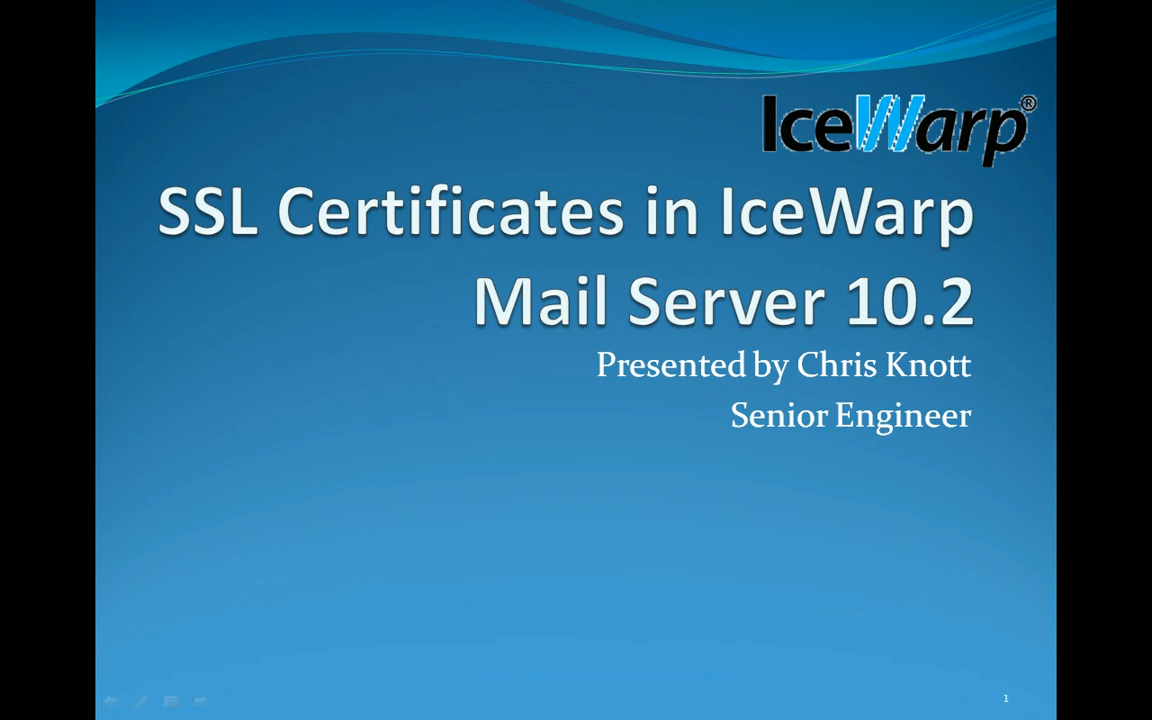 IceWarp®
SSL Certificates in IceWarp
Mail Server 10.2
Presented by Chris Knott
Senior Engineer
1